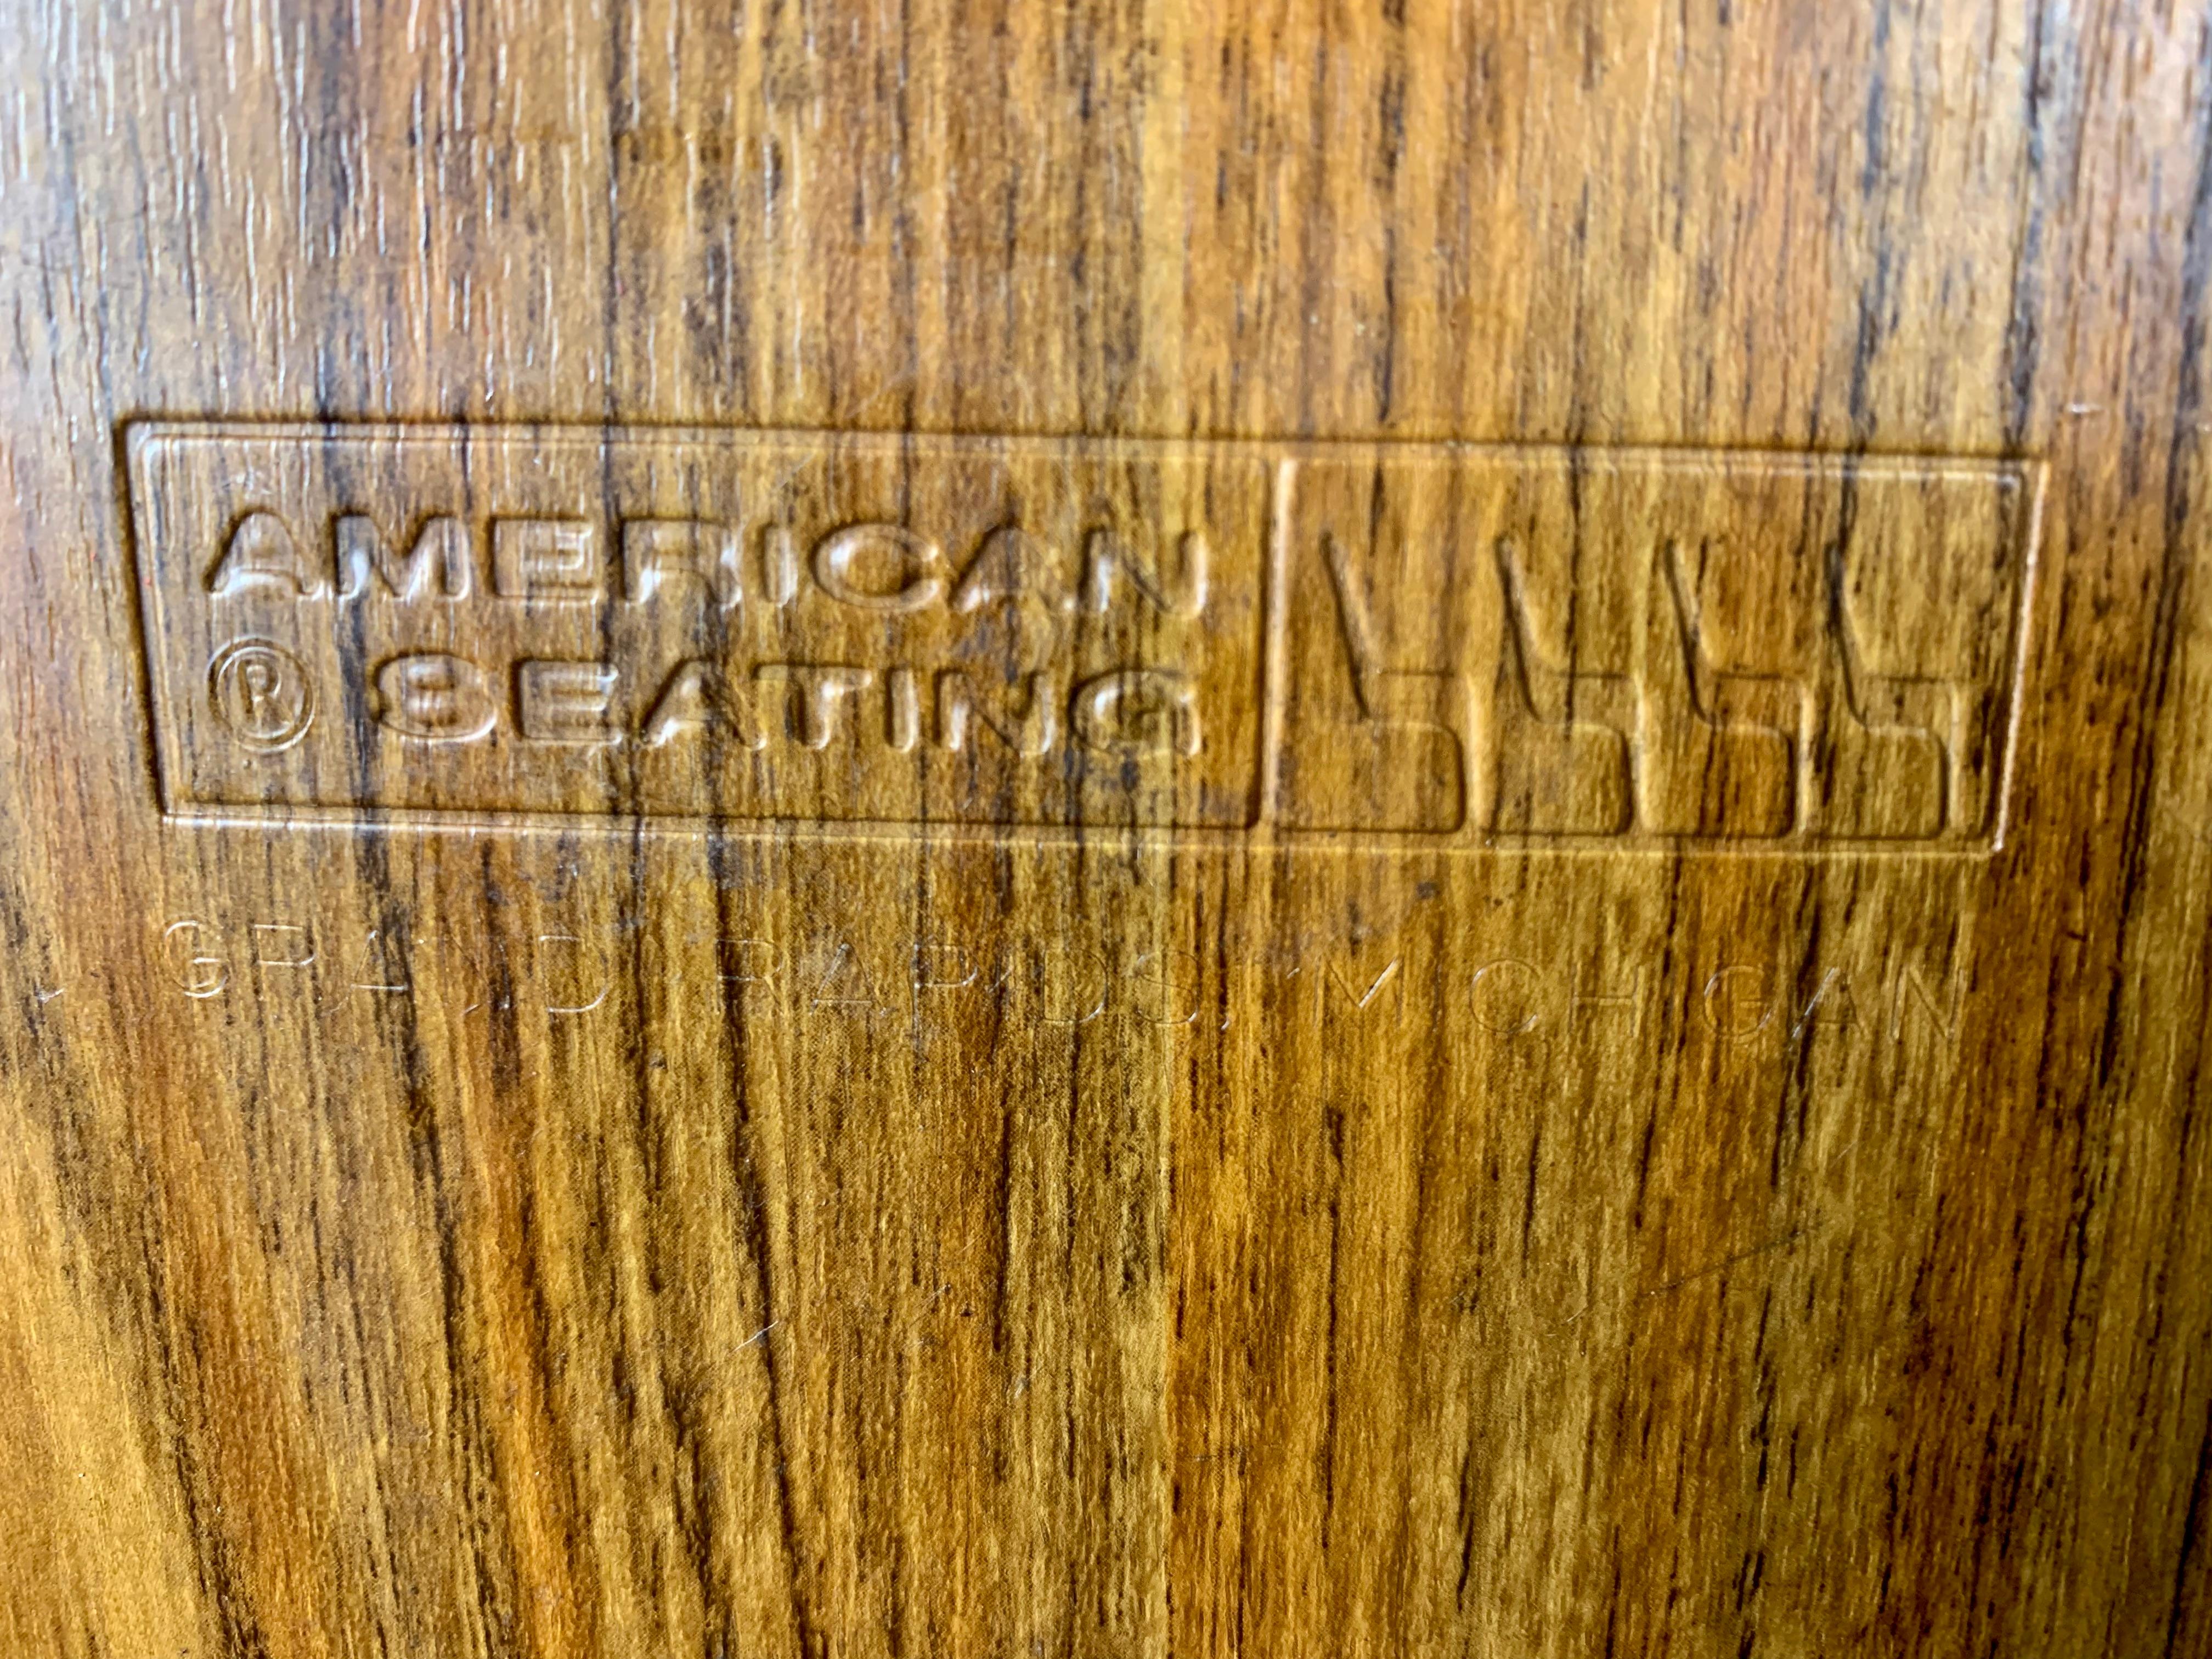 AMERICAN
® SEATING
GRAND RAPIDS, MICHIGAN